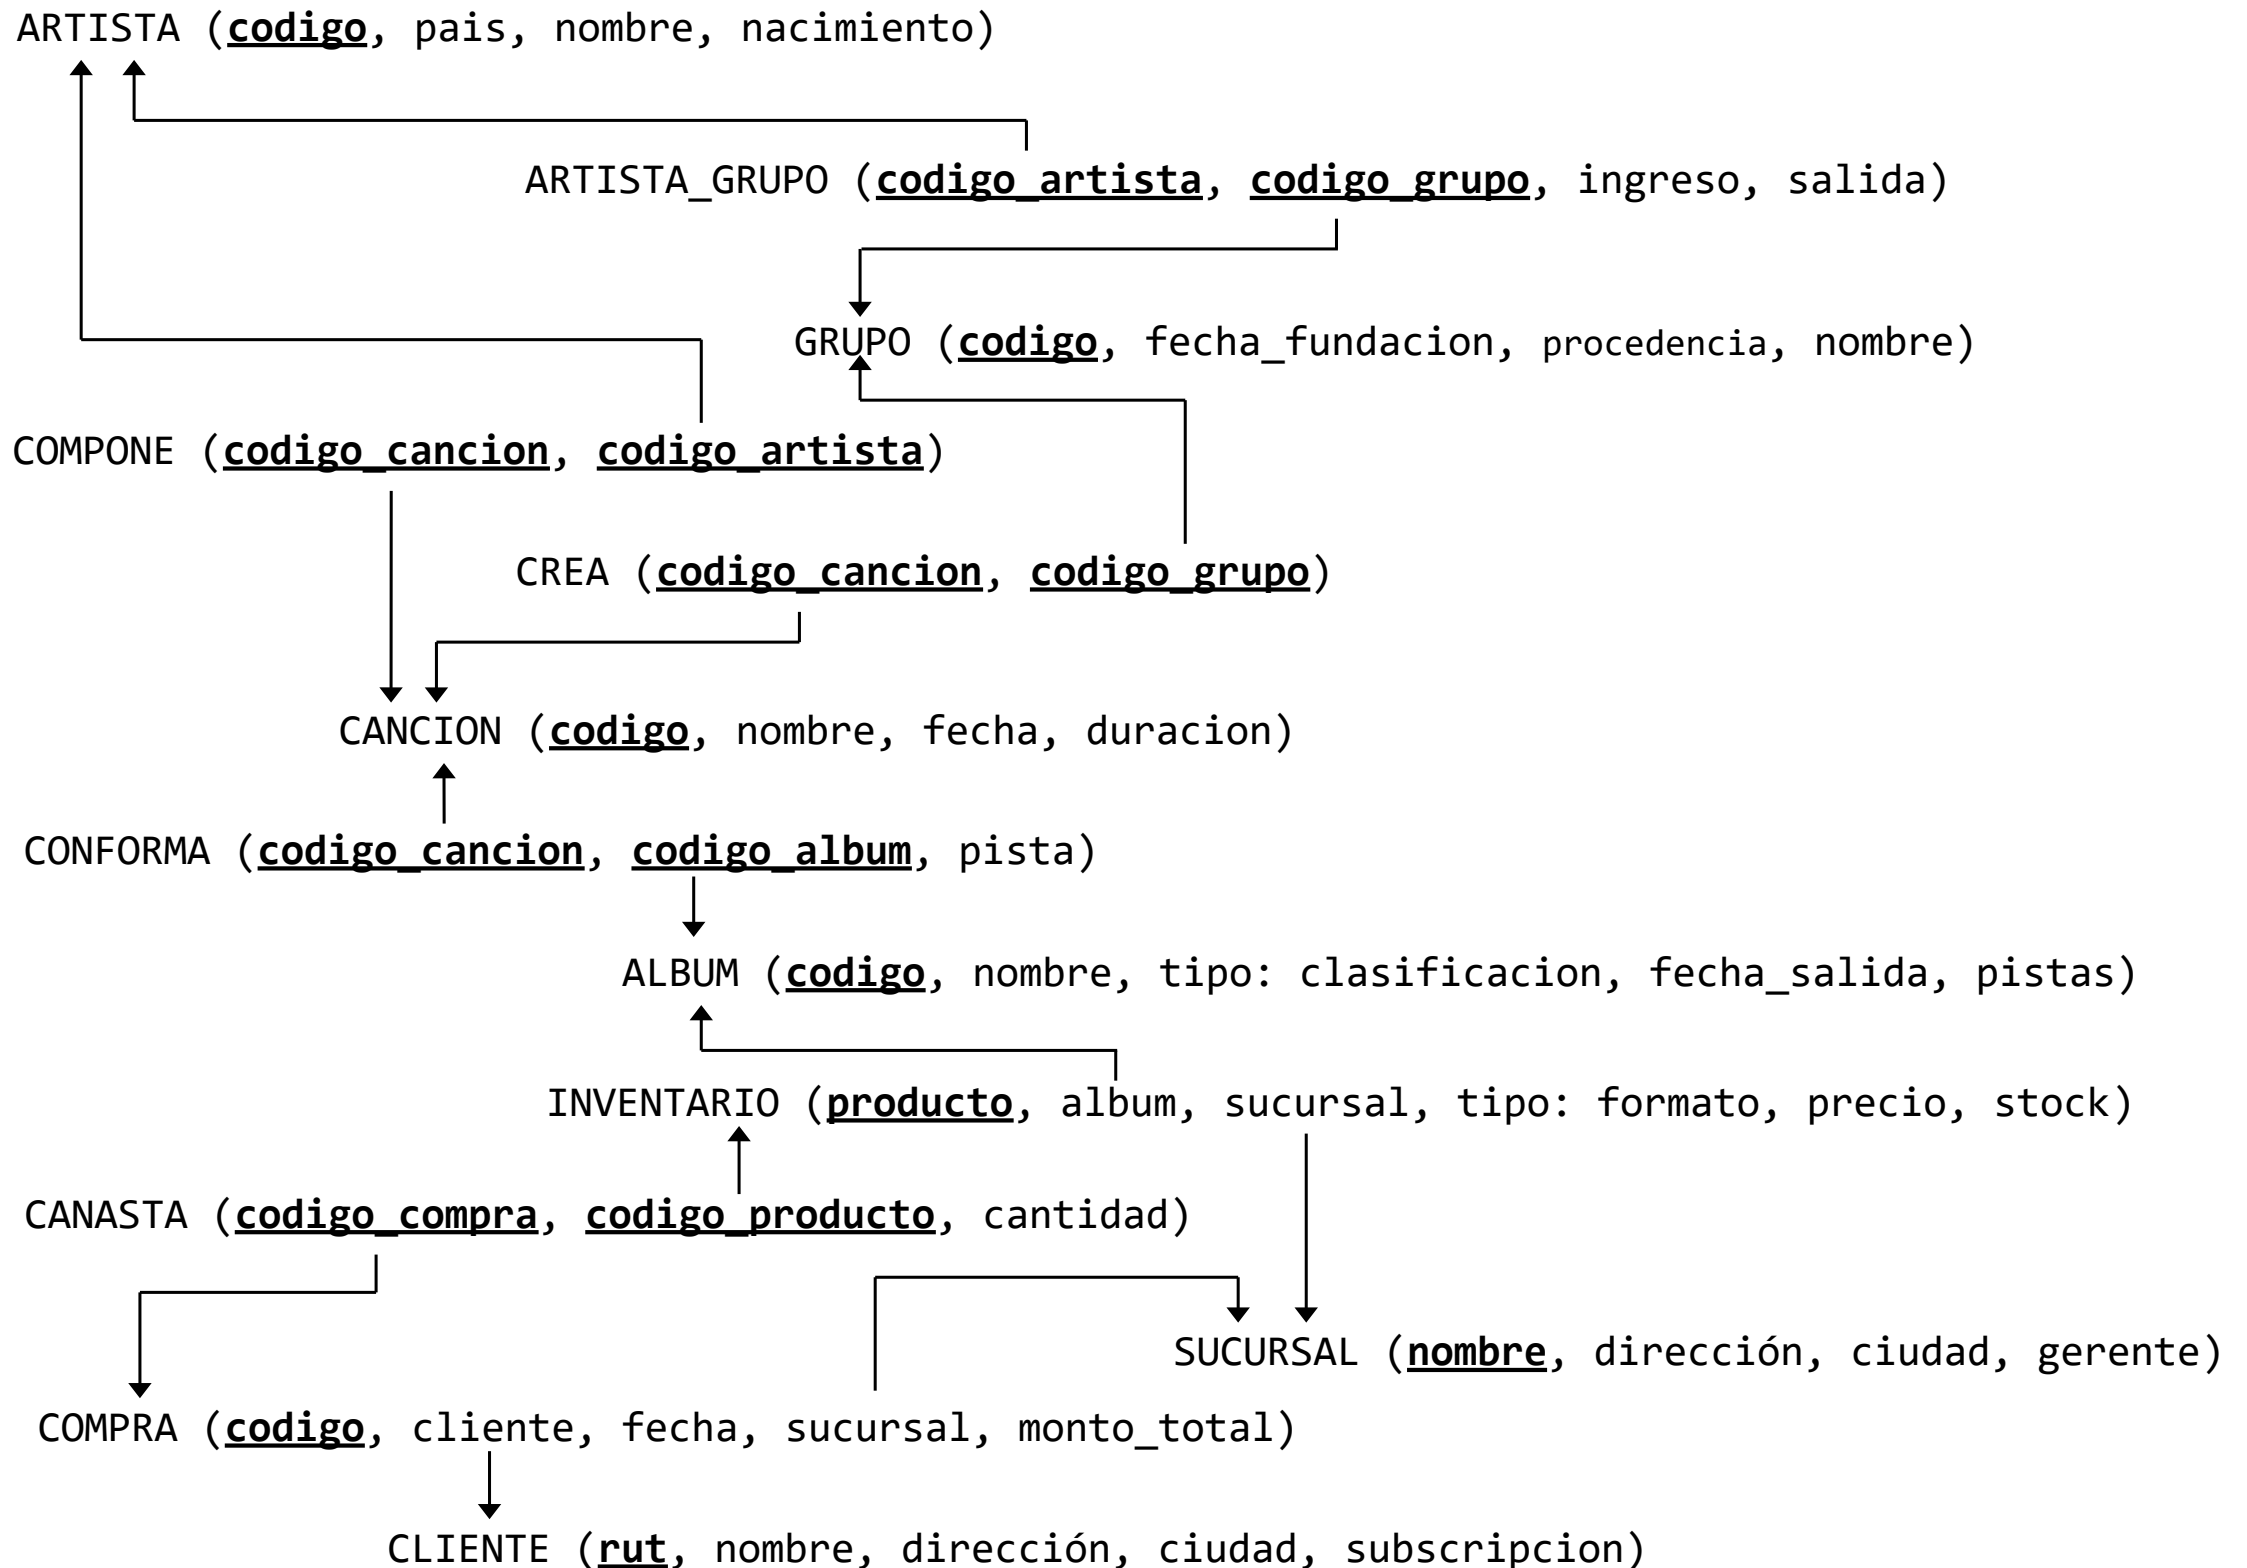 ARTISTA (codigo, pais, nombre, nacimiento)
ARTISTA_GRUPO (codigo_artista, codigo_grupo, ingreso, salida)
GRUPO (codigo, fecha_fundacion, procedencia, nombre)
COMPONE (codigo_cancion, codigo_artista)
CREA (codigo_cancion, codigo_grupo)
CANCION (codigo, nombre, fecha, duracion)
CONFORMA (codigo_cancion, codigo_album, pista)
ALBUM (codigo, nombre, tipo: clasificacion, fecha_salida, pistas)
INVENTARIO (producto, album, sucursal, tipo: formato, precio, stock)
CANASTA (codigo_compra, codigo_producto, cantidad)
SUCURSAL (nombre, dirección, ciudad, gerente)
COMPRA (codigo, cliente, fecha, sucursal, monto_total)
CLIENTE (rut, nombre, dirección, ciudad, subscripcion)